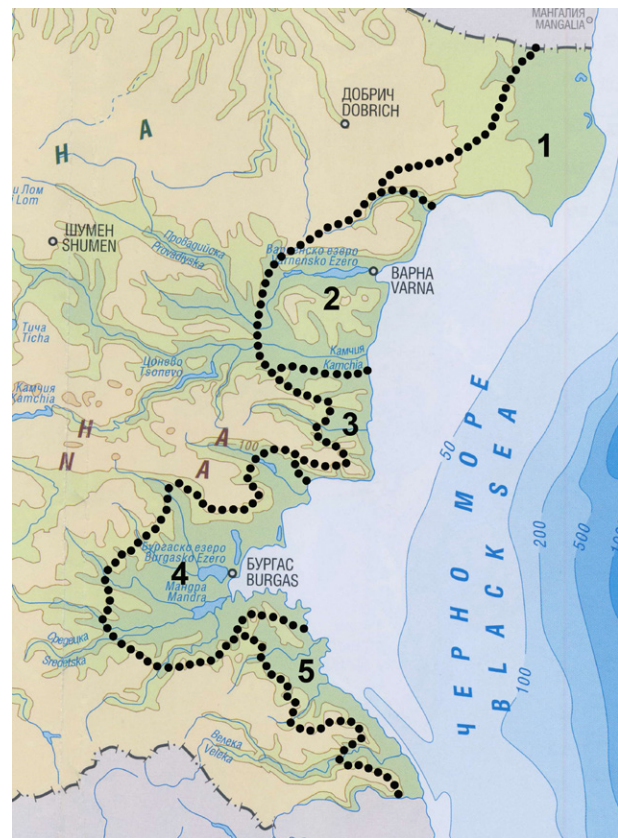 МАНГАЛИЯ
MANGALIA
ДОБРИЧ
DOBRICH
1
Н А
и Лом
i Lom
ШУМЕН
SHUMEN
Провадийска
Provadiyska
Варненско езеро
Varnensko Ezero
ВАРНА
VARNA
2
Тича
Ticha
Цонево
Tsonevo
Камчия
Kamchia
Камчия
Kamchia
3
Н А
N A
100
50
ЧЕРНО МОРЕ
BLACK SEA
200
500
100
100
Бургаско езеро
Burgasko Ezero
БУРГАС
BURGAS
4
Мандра
Mandra
Средецка
Sredetska
5
Велека
Veleka